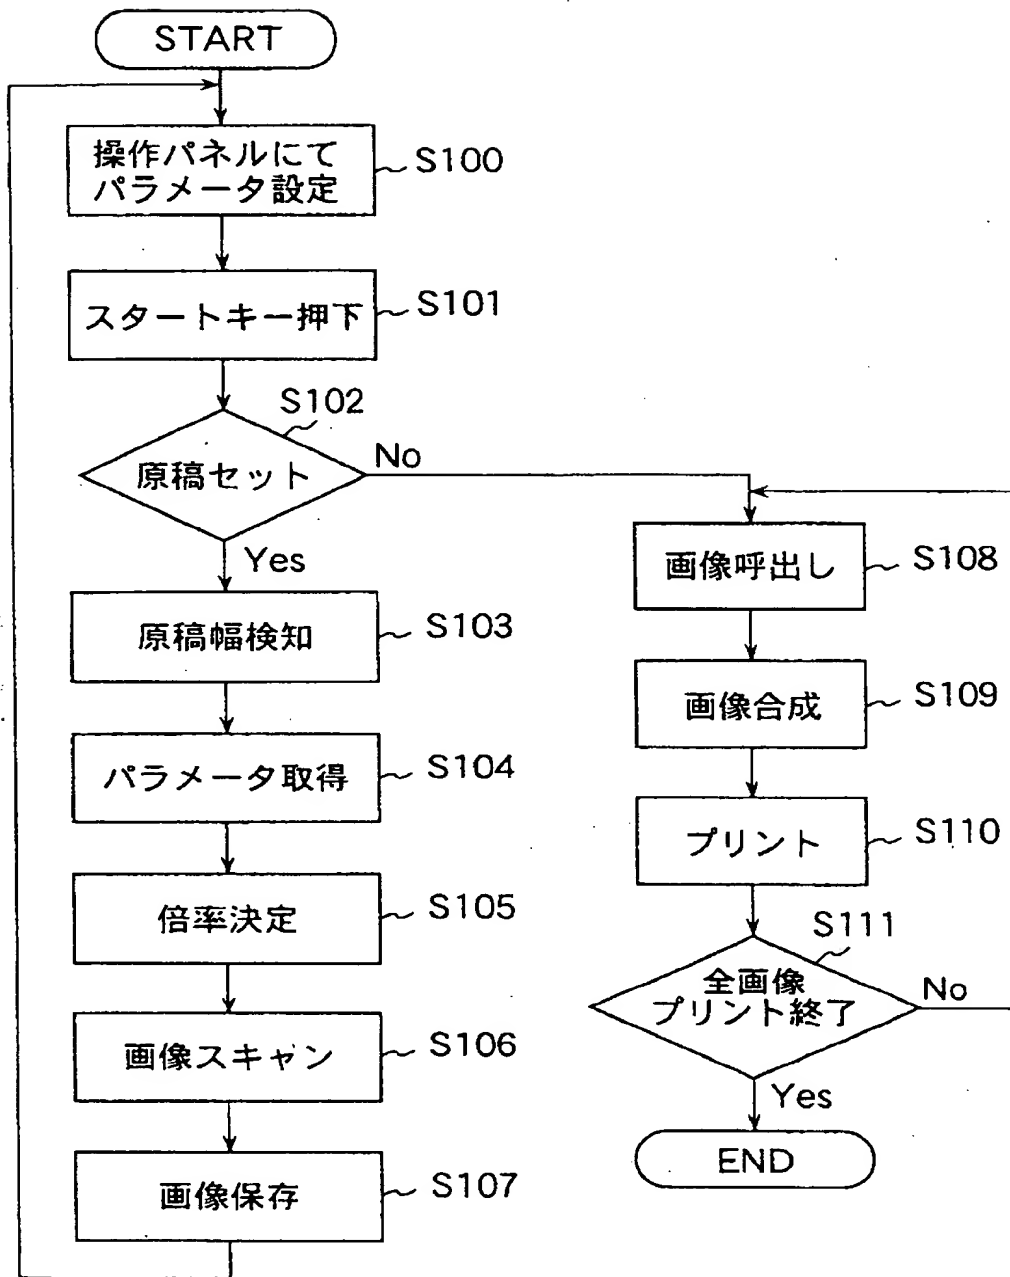 START
操作パネルにて
パラメータ設定
S100
スタートキー押下
S101
S102
原稿セット
No
Yes
原稿幅検知
S103
パラメータ取得
S104
倍率決定
S105
画像スキャン
S106
画像保存
S107
画像呼出し
S108
画像合成
S109
プリント
S110
S111
全画像
プリント終了
No
Yes
END